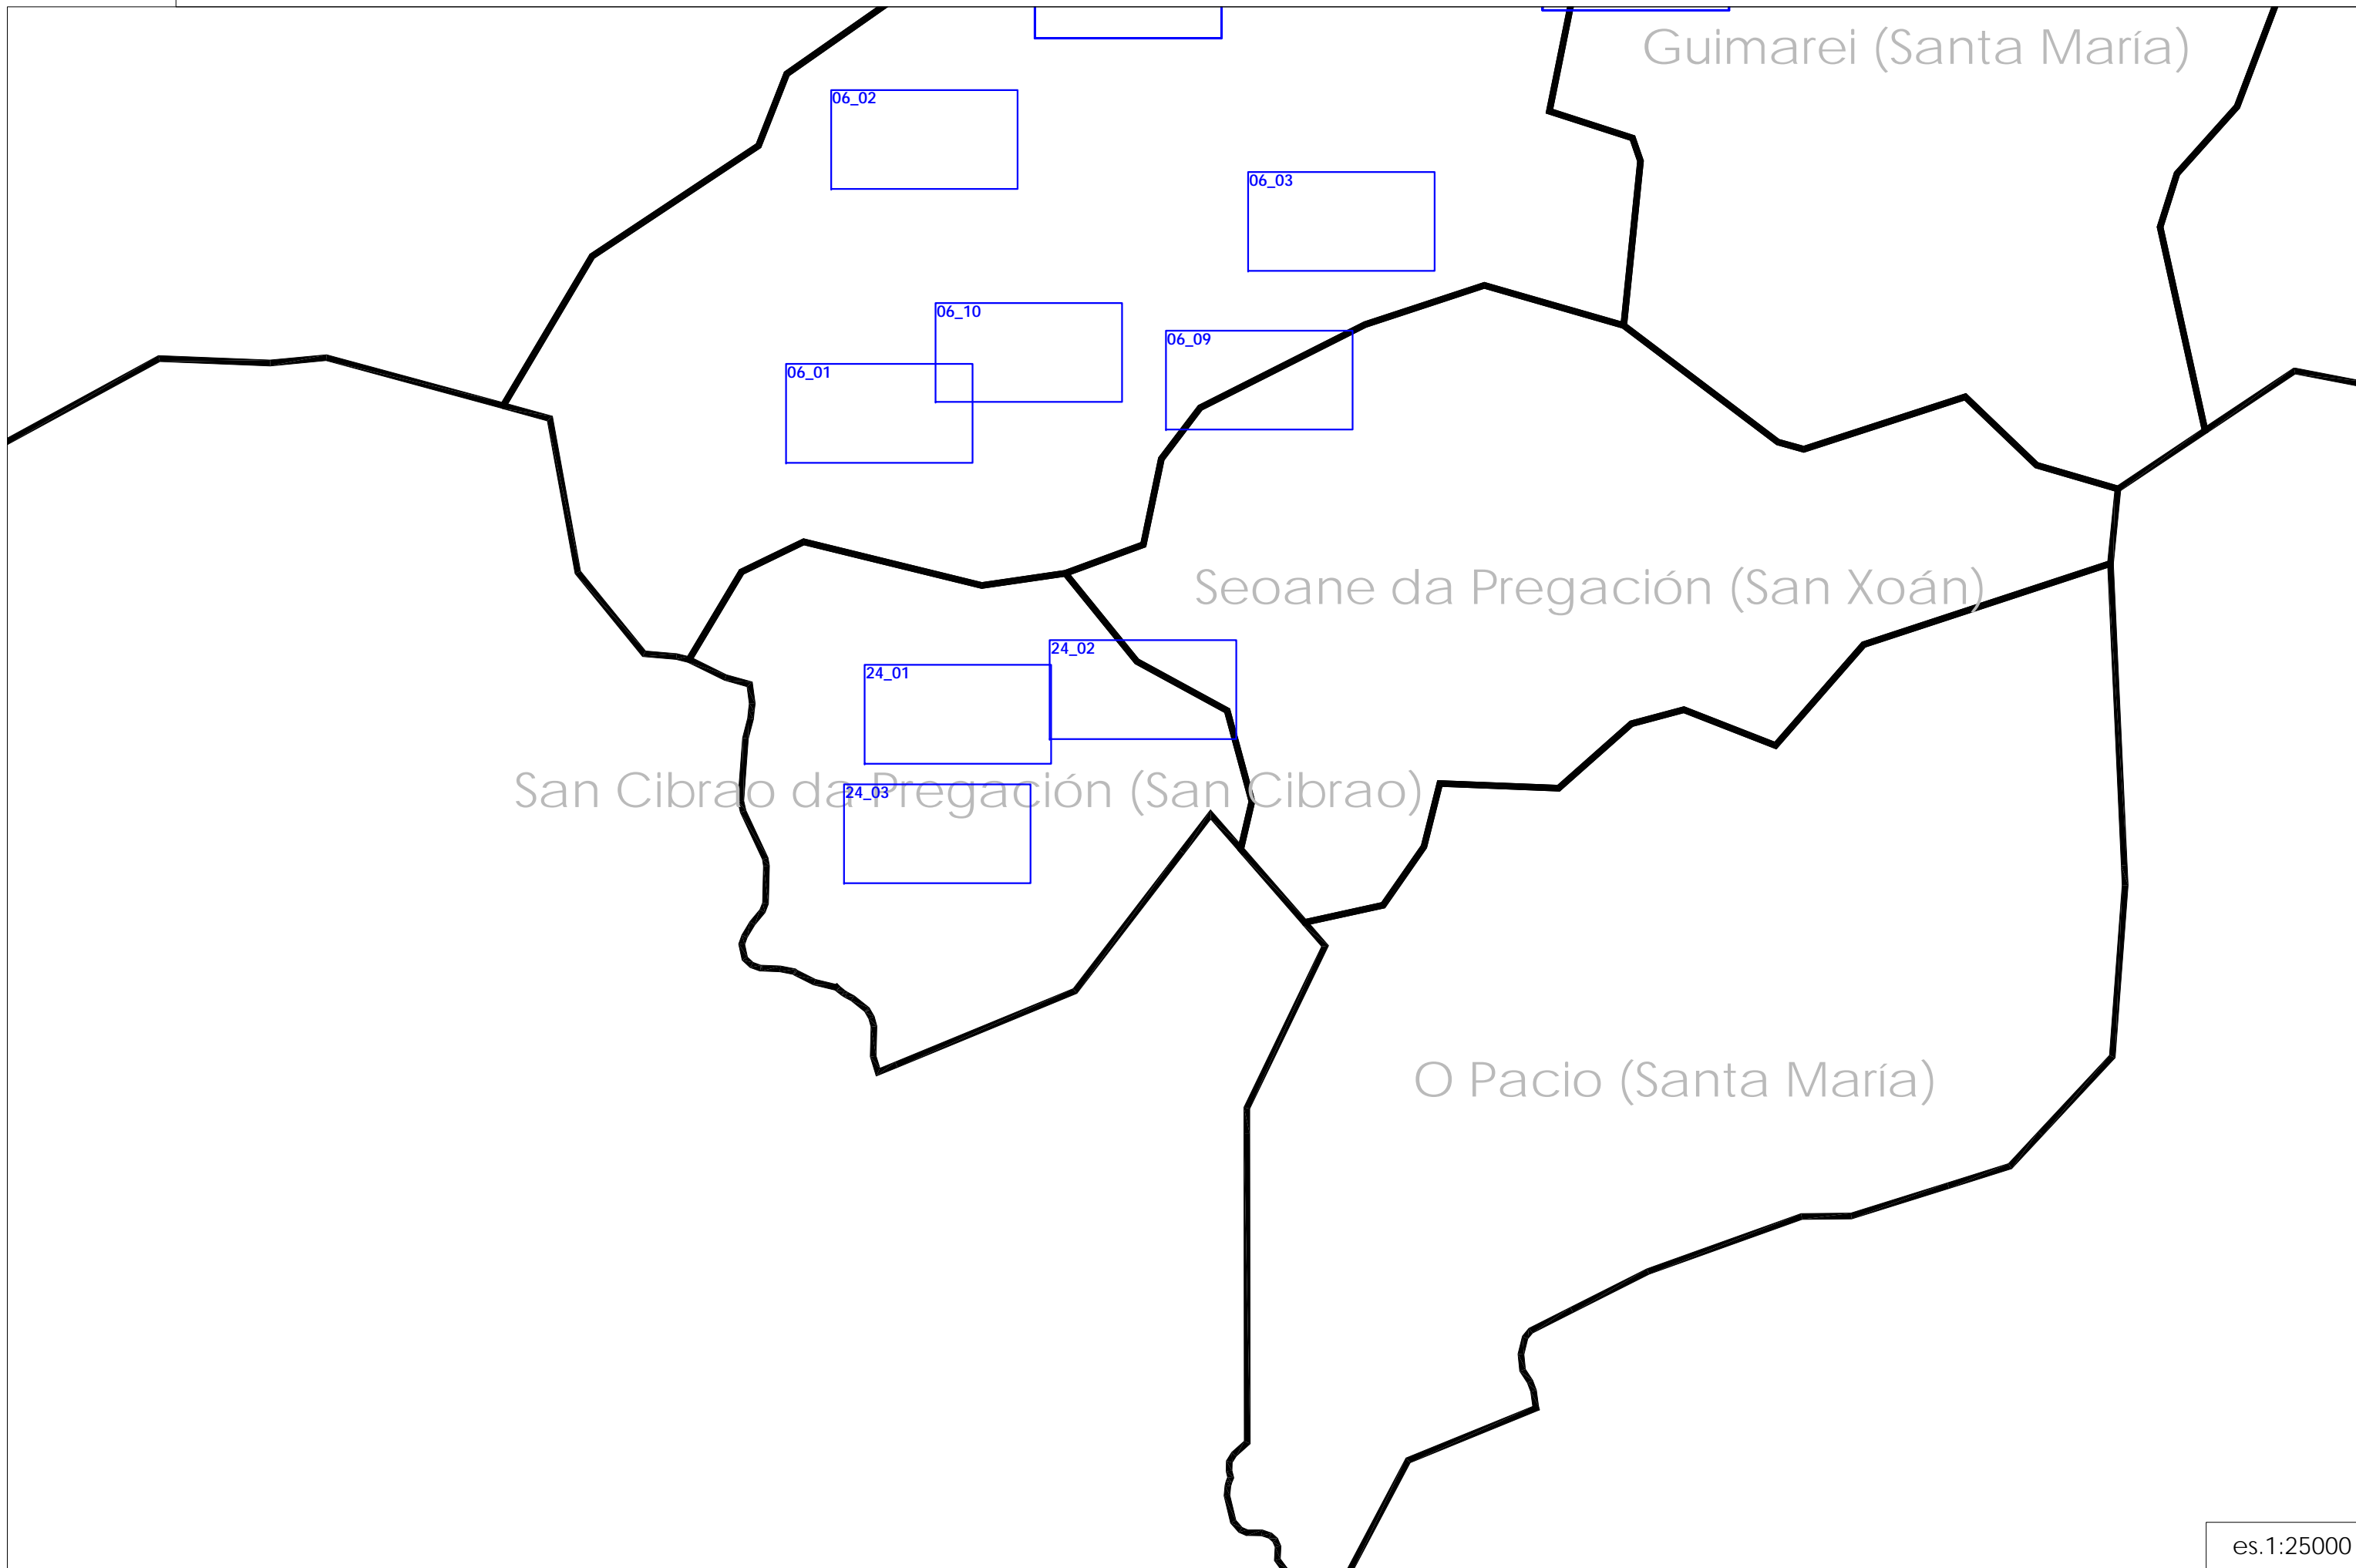 Guimarei (Santa María)
06_02
06_03
06_10
06_09
06_01
Seoane da Pregación (San Xoán)
24_02
24_01
San Cibrao da Pregación (San Cibrao)
24_03
O Pacio (Santa María)
es.1:25000